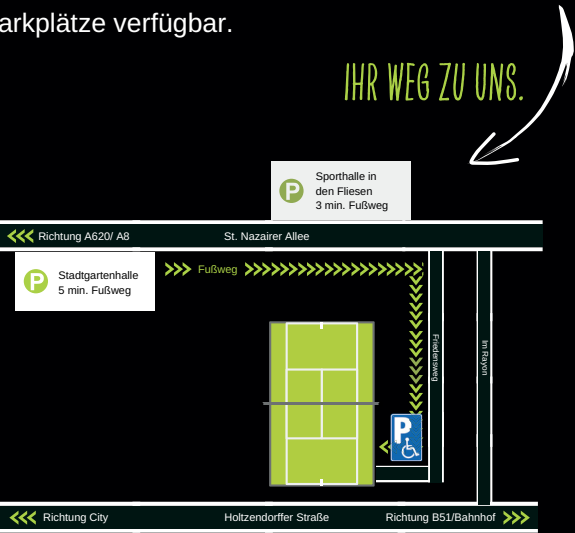 arkplätze verfügbar.
IHR WEG ZU UNS.
P
Sporthalle in
den Fliesen
3 min. Fußweg
Richtung A620/ A8
St. Nazairer Allee
P
Stadtgartenhalle
5 min. Fußweg
Fußweg
Friedensweg
Im Rayon
P
Richtung City
Holtzendorffer Straße
Richtung B51/Bahnhof